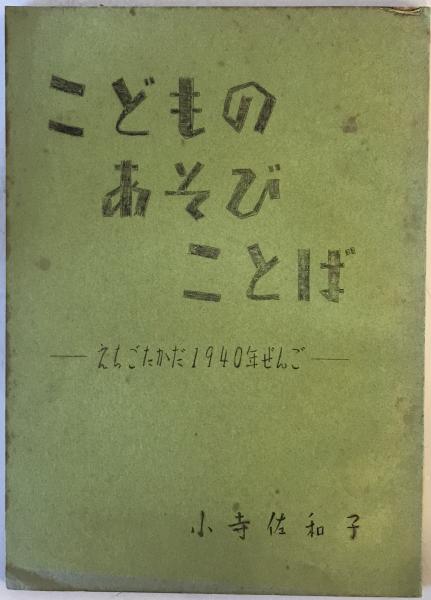 こどもの
あそび
ことば
―えちごたかだ1940年ぜんご―
小寺佐和子